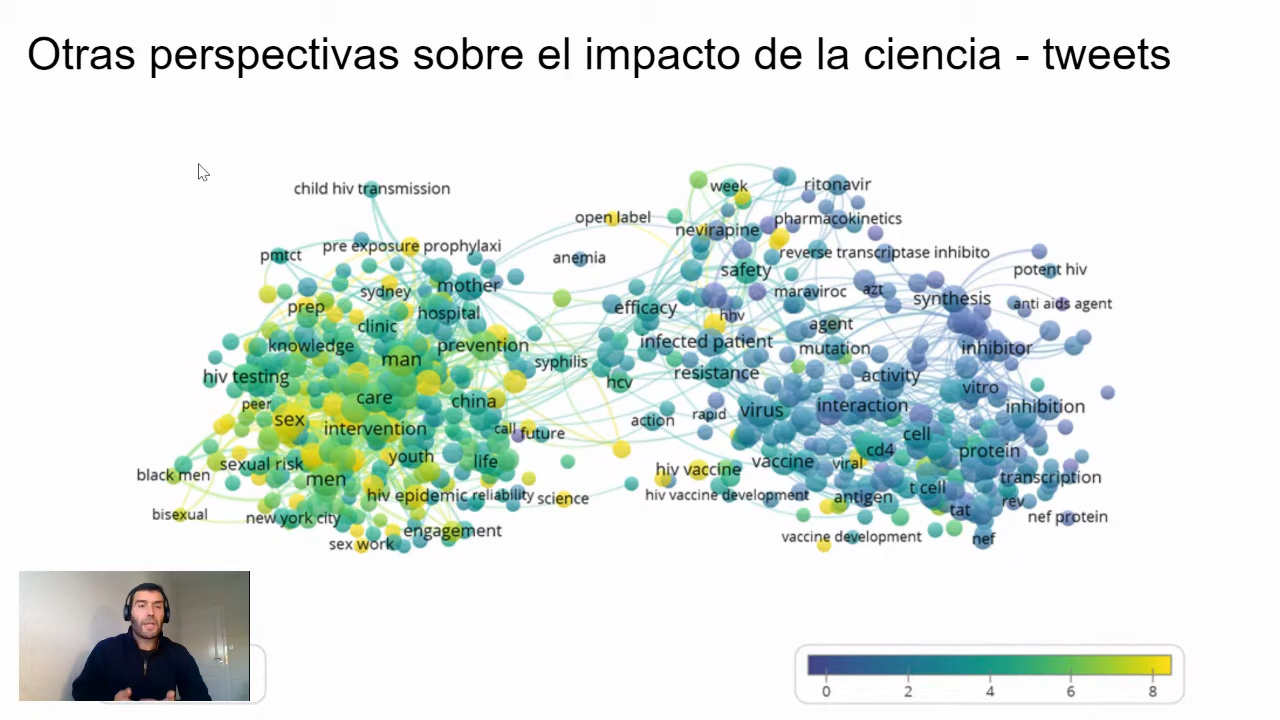 Otras perspectivas sobre el impacto de la ciencia - tweets
child hiv transmission
week
ritonavir
open label
pharmacokinetics
nevirapine
pmtct
pre exposure prophylaxi
anemia
reverse transcriptase inhibito
safety
potent hiv
sydney
mother
maraviroc
azt
synthesis
anti aids agent
prep
hospital
efficacy
hhv
clinic
agent
knowledge
prevention
infected patient
mutation
inhibitor
man
syphilis
hiv testing
hcv
resistance
activity
vitro
care
china
peer
sex
action
rapid
virus
interaction
inhibition
intervention
call
future
cell
youth
life
cd4
protein
black men
sexual risk
hiv vaccine
vaccine
viral
men
transcription
hiv epidemic
reliability
science
hiv vaccine development
antigen
t cell
rev
bisexual
new york city
tat
nef protein
sex work
engagement
vaccine development
nef
0 2 4 6 8